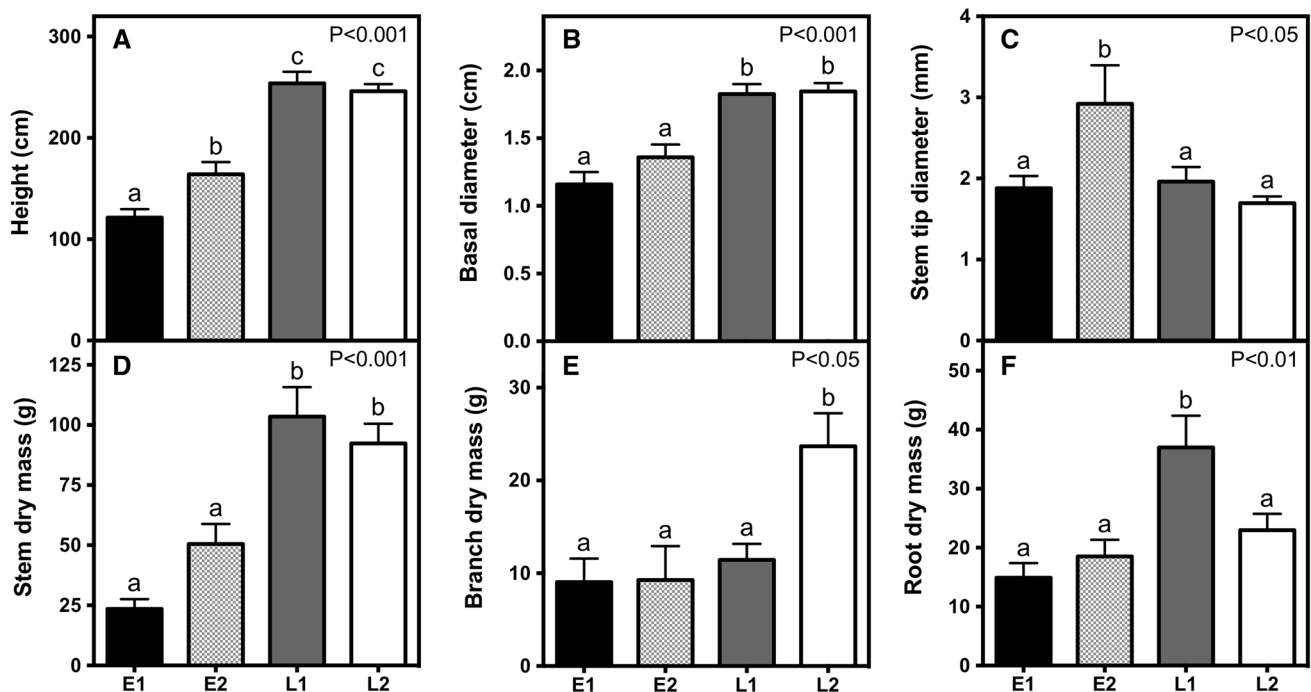 A
P<0.001
Height (cm)
300
200
100
0
a
b
c
c
B
P<0.001
Basal diameter (cm)
2.0
1.5
1.0
0.5
0.0
a
a
b
b
C
P<0.05
Stem tip diameter (mm)
4
3
2
1
0
a
b
a
a
D
P<0.001
Stem dry mass (g)
125
100
75
50
25
0
a
a
b
b
E1 E2 L1 L2
E
P<0.05
Branch dry mass (g)
30
20
10
0
a
a
a
b
E1 E2 L1 L2
F
P<0.01
Root dry mass (g)
50
40
30
20
10
0
a
a
b
a
E1 E2 L1 L2